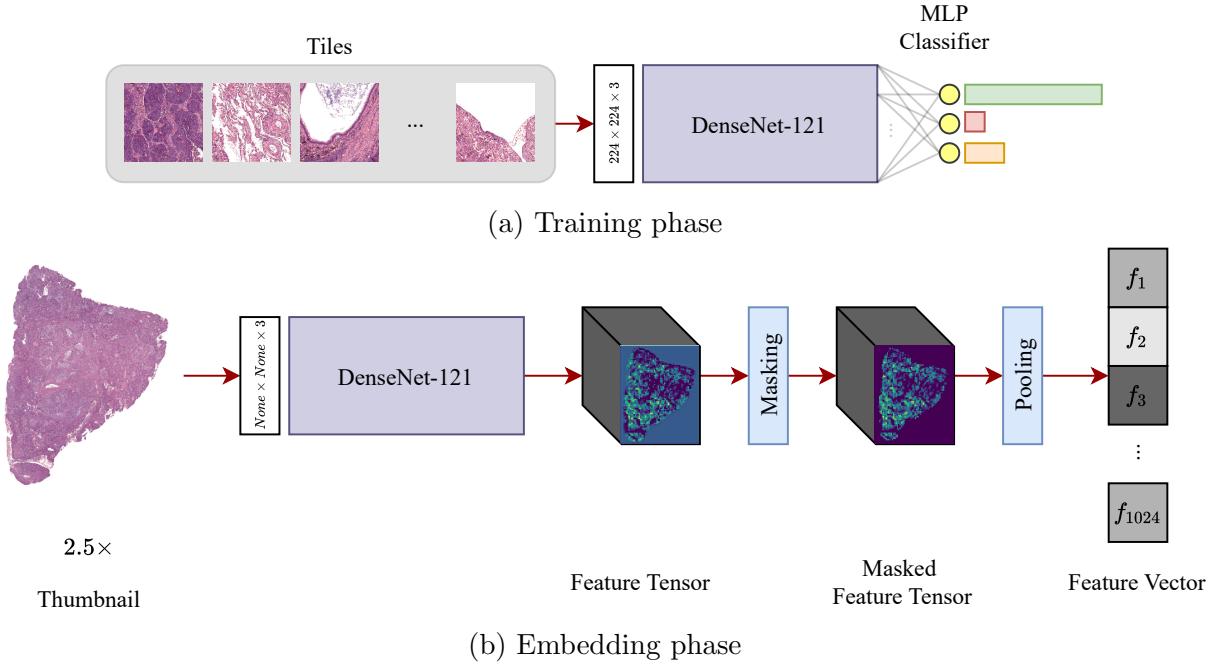 Tiles
MLP
Classifier
...
224 × 224 × 3
DenseNet-121
...
(a) Training phase
None × None × 3
DenseNet-121
Masking
Pooling
f1
f2
f3
...
f1024
2.5×
Thumbnail
Feature Tensor
Masked
Feature Tensor
Feature Vector
(b) Embedding phase